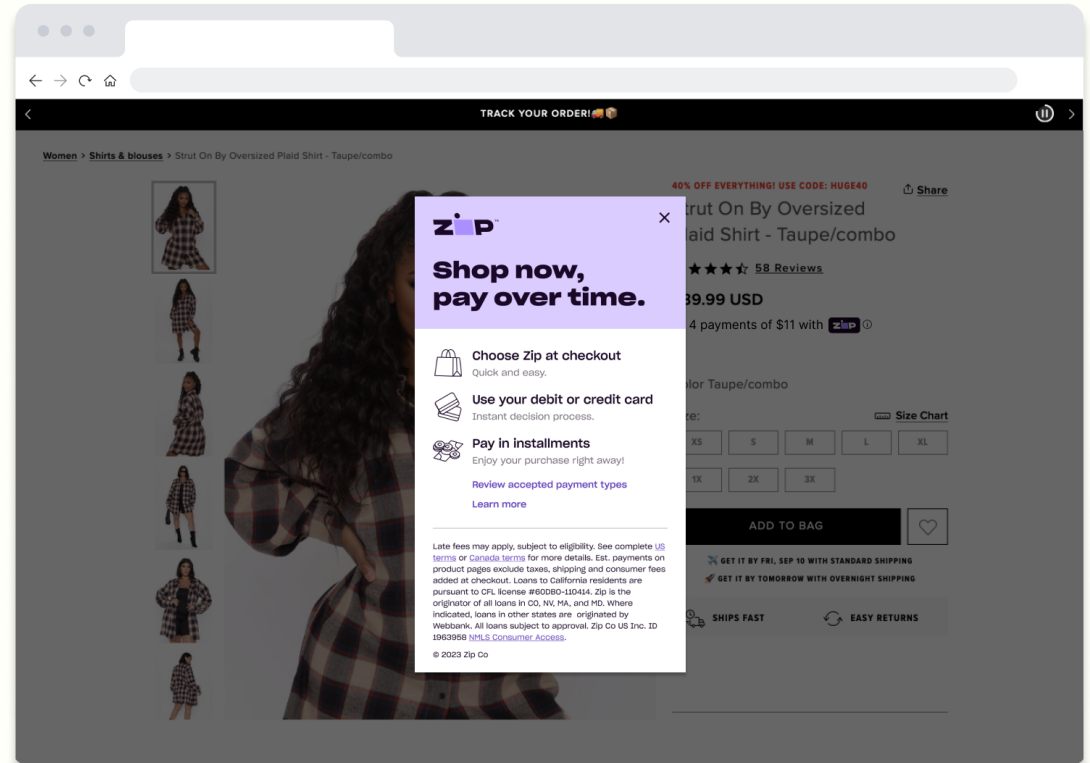 TRACK YOUR ORDER!🚚📦
Women > Shirts & blouses > Strut On By Oversized Plaid Shirt - Taupe/combo
40% OFF EVERYTHING! USE CODE: HUGE40
Share
trut On By Oversized
laid Shirt - Taupe/combo
58 Reviews
39.99 USD
4 payments of $11 with zip
olor Taupe/combo
ze:
Size Chart
XS S M L XL
1X 2X 3X
ADD TO BAG
GET IT BY FRI, SEP 10 WITH STANDARD SHIPPING
🚀 GET IT BY TOMORROW WITH OVERNIGHT SHIPPING
SHIPS FAST
EASY RETURNS
zip™
Shop now,
pay over time.
Choose Zip at checkout
Quick and easy.
Use your debit or credit card
Instant decision process.
Pay in installments
Enjoy your purchase right away!
Review accepted payment types
Learn more
Late fees may apply, subject to eligibility. See complete US
terms or Canada terms for more details. Est. payments on
product pages exclude taxes, shipping and consumer fees
added at checkout. Loans to California residents are
pursuant to CFL license #60DBO-110414. Zip is the
originator of all loans in CO, NV, MA, and MD. Where
indicated, loans in other states are originated by
Webbank. All loans subject to approval. Zip Co US Inc. ID
1963958 NMLS Consumer Access.
© 2023 Zip Co